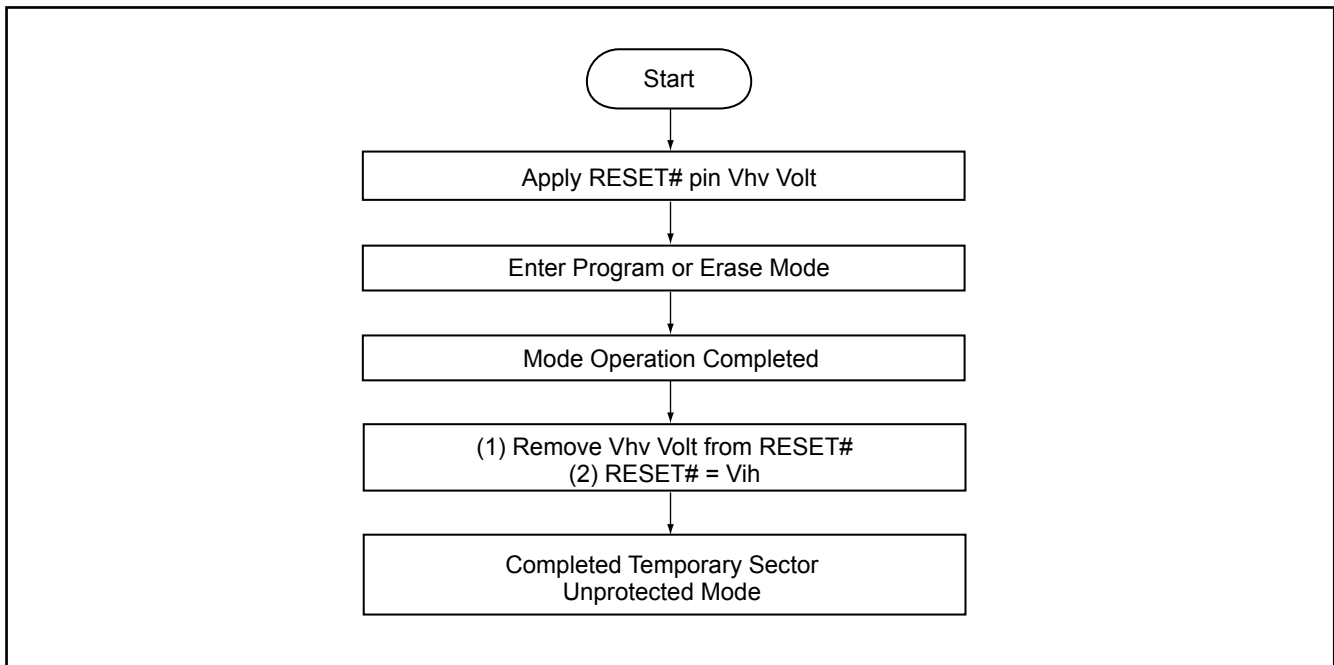 Start
Apply RESET# pin Vhv Volt
Enter Program or Erase Mode
Mode Operation Completed
(1) Remove Vhv Volt from RESET#
(2) RESET# = Vih
Completed Temporary Sector
Unprotected Mode